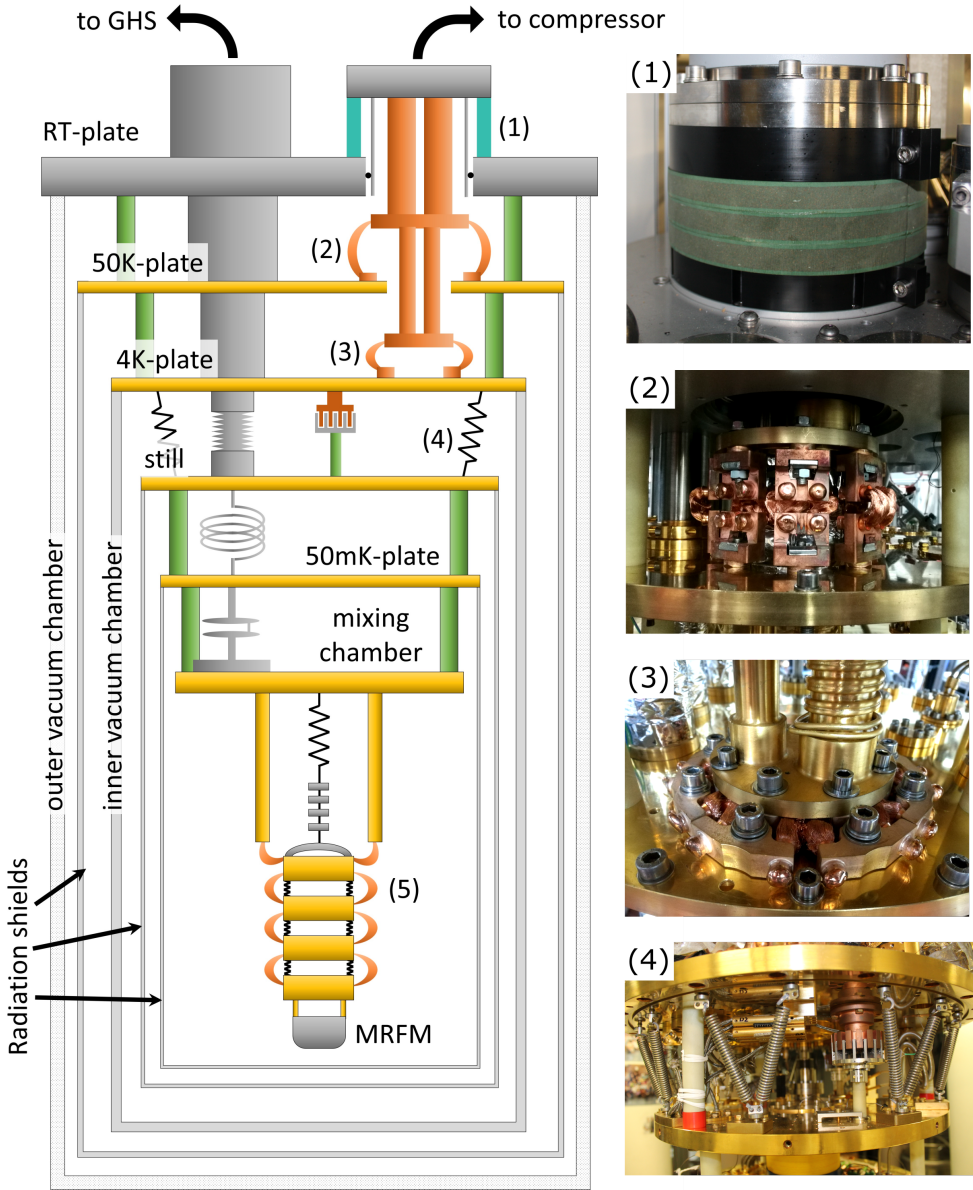 to GHS
to compressor
RT-plate
(1)
50K-plate
(2)
4K-plate
(3)
still
(4)
50mK-plate
mixing
chamber
outer vacuum chamber
inner vacuum chamber
Radiation shields
(5)
MRFM
(1)
(2)
(3)
(4)